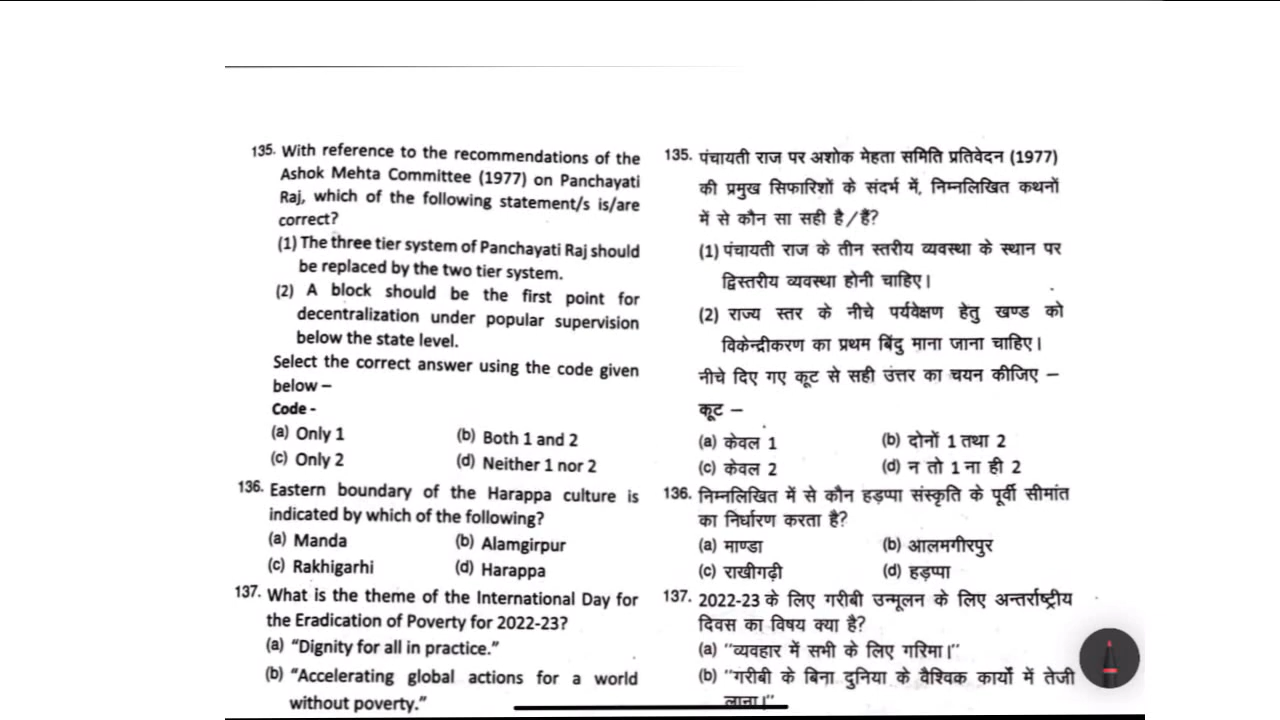 135. With reference to the recommendations of the
Ashok Mehta Committee (1977) on Panchayati
Raj, which of the following statement/s is/are
correct?
(1) The three tier system of Panchayati Raj should
be replaced by the two tier system.
(2) A block should be the first point for
decentralization under popular supervision
below the state level.
Select the correct answer using the code given
below –
Code -
(a) Only 1 (b) Both 1 and 2
(c) Only 2 (d) Neither 1 nor 2
136. Eastern boundary of the Harappa culture is
indicated by which of the following?
(a) Manda (b) Alamgirpur
(c) Rakhigarhi (d) Harappa
137. What is the theme of the International Day for
the Eradication of Poverty for 2022-23?
(a) “Dignity for all in practice.”
(b) “Accelerating global actions for a world
without poverty.”
135. पंचायती राज पर अशोक मेहता समिति प्रतिवेदन (1977)
की प्रमुख सिफारिशों के संदर्भ में, निम्नलिखित कथनों
में से कौन सा सही है/हैं?
(1) पंचायती राज के तीन स्तरीय व्यवस्था के स्थान पर
द्विस्तरीय व्यवस्था होनी चाहिए।
(2) राज्य स्तर के नीचे पर्यवेक्षण हेतु खण्ड को
विकेन्द्रीकरण का प्रथम बिंदु माना जाना चाहिए।
नीचे दिए गए कूट से सही उत्तर का चयन कीजिए –
कूट –
(a) केवल 1 (b) दोनों 1 तथा 2
(c) केवल 2 (d) न तो 1 ना ही 2
136. निम्नलिखित में से कौन हड़प्पा संस्कृति के पूर्वी सीमांत
का निर्धारण करता है?
(a) माण्डा (b) आलमगीरपुर
(c) राखीगढ़ी (d) हड़प्पा
137. 2022-23 के लिए गरीबी उन्मूलन के लिए अन्तर्राष्ट्रीय
दिवस का विषय क्या है?
(a) “व्यवहार में सभी के लिए गरिमा।”
(b) “गरीबी के बिना दुनिया के वैश्विक कार्यों में तेजी
लाना।”